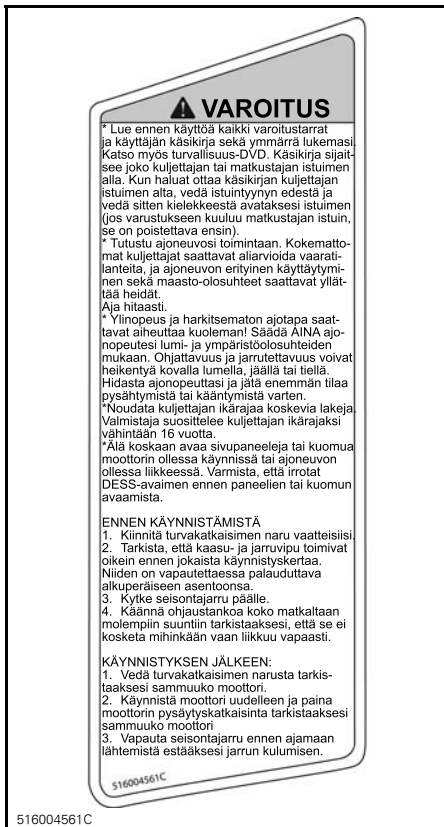 VAROITUS
* Lue ennen käyttöä kaikki varoitustarrat
ja käyttäjän käsikirja sekä ymmärrä lukemasi.
Katso myös turvallisuus-DVD. Käsikirja sijait-
see joko kuljettajan tai matkustajan istuimen
alla. Kun haluat ottaa käsikirjan kuljettajan
istuimen alta, vedä istuintyynyn edestä ja
vedä sitten kielekkeestä avataksesi istuimen
(jos varustukseen kuuluu matkustajan istuin,
se on poistettava ensin).
* Tutustu ajoneuvosi toimintaan. Kokematto-
mat kuljettajat saattavat aliarvioida vaarati-
lanteita, ja ajoneuvon erityinen käyttäytymi-
nen sekä maasto-olosuhteet saattavat yllät-
tää heidät.
Aja hitaasti.
* Ylinopeus ja harkitsematon ajotapa saat-
tavat aiheuttaa kuoleman! Säädä AINA ajo-
nopeutesi lumi- ja ympäristöolosuhteiden
mukaan. Ohjattavuus ja jarrutettavuus voivat
heikentyä kovalla lumella, jäällä tai tiellä.
Hidasta ajonopeuttasi ja jätä enemmän tilaa
pysähtymistä tai kääntymistä varten.
*Noudata kuljettajan ikärajaa koskevia lakeja.
Valmistaja suosittelee kuljettajan ikärajaksi
vähintään 16 vuotta.
*Älä koskaan avaa sivupaneeleja tai kuomua
moottorin ollessa käynnissä tai ajoneuvon
ollessa liikkeessä. Varmista, että irrotat
DESS-avaimen ennen paneelien tai kuomun
avaamista.
ENNEN KÄYNNISTÄMISTÄ
1. Kiinnitä turvakatkaisimen naru vaatteisiisi.
2. Tarkista, että kaasu- ja jarruvipu toimivat
oikein ennen jokaista käynnistyskertaa.
Niiden on vapautettaessa palauduttava
alkuperäiseen asentoonsa.
3. Kytke seisontajarru päälle.
4. Käännä ohjaustankoa koko matkaltaan
molempiin suuntiin tarkistaaksesi, että se ei
kosketa mihinkään vaan liikkuu vapaasti.
KÄYNNISTYKSEN JÄLKEEN:
1. Vedä turvakatkaisimen narusta tarkis-
taaksesi sammuuko moottori.
2. Käynnistä moottori uudelleen ja paina
moottorin pysäytyskatkaisinta tarkistaaksesi
sammuuko moottori
3. Vapauta seisontajarru ennen ajamaan
lähtemistä estääksesi jarrun kulumisen.
516004561C
516004561C